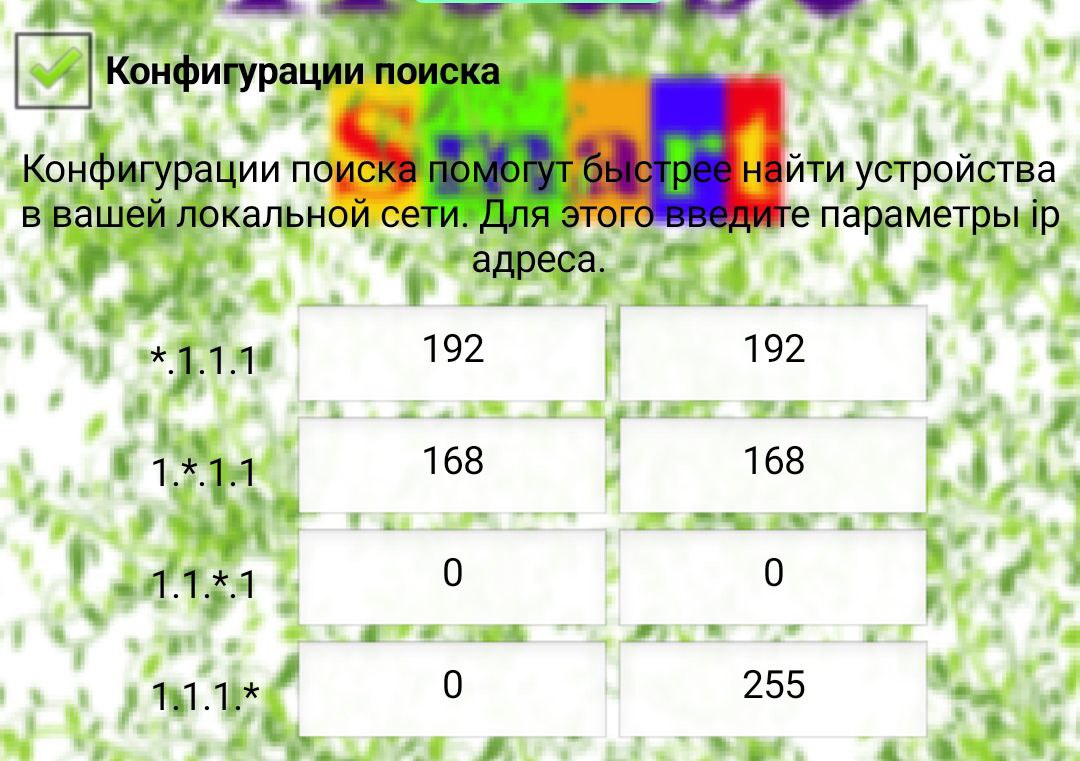 Конфигурации поиска
Smart
Конфигурации поиска помогут быстрее найти устройства
в вашей локальной сети. Для этого введите параметры ip
адреса.
*.1.1.1 192 192
1.*.1.1 168 168
1.1.*.1 0 0
1.1.1.* 0 255